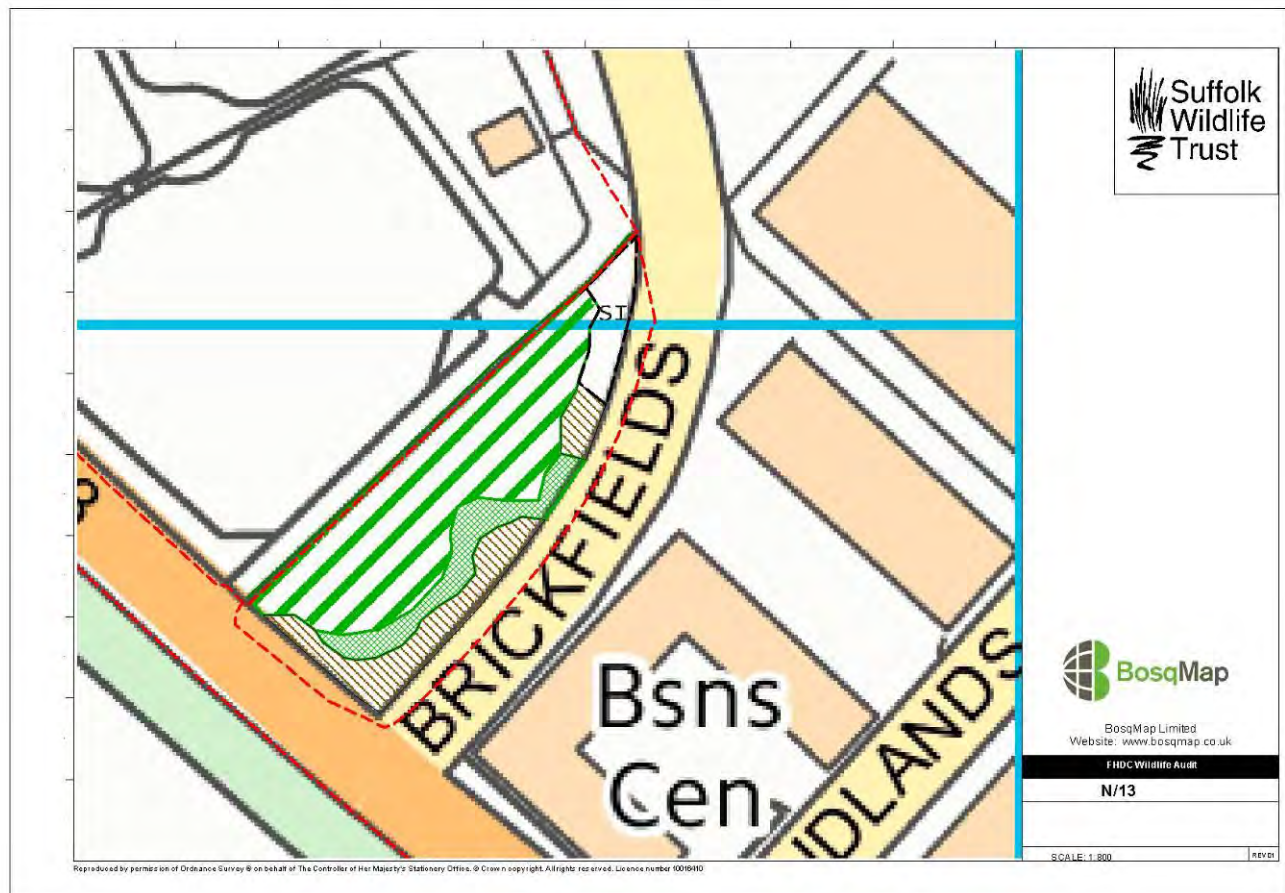 Suffolk
Wildlife
Trust
SI
BRICKFIELDS
Bsns
Cen
IDLANDS
BosqMap
BosqMap Limited
Website: www.bosqmap.co.uk
FHDC Wildlife Audit
N/13
SCALE: 1:800
REV 01
Reproduced by permission of Ordnance Survey ® on behalf of The Controller of Her Majesty's Stationery Office. © Crown copyright. All rights reserved. Licence number 10018410